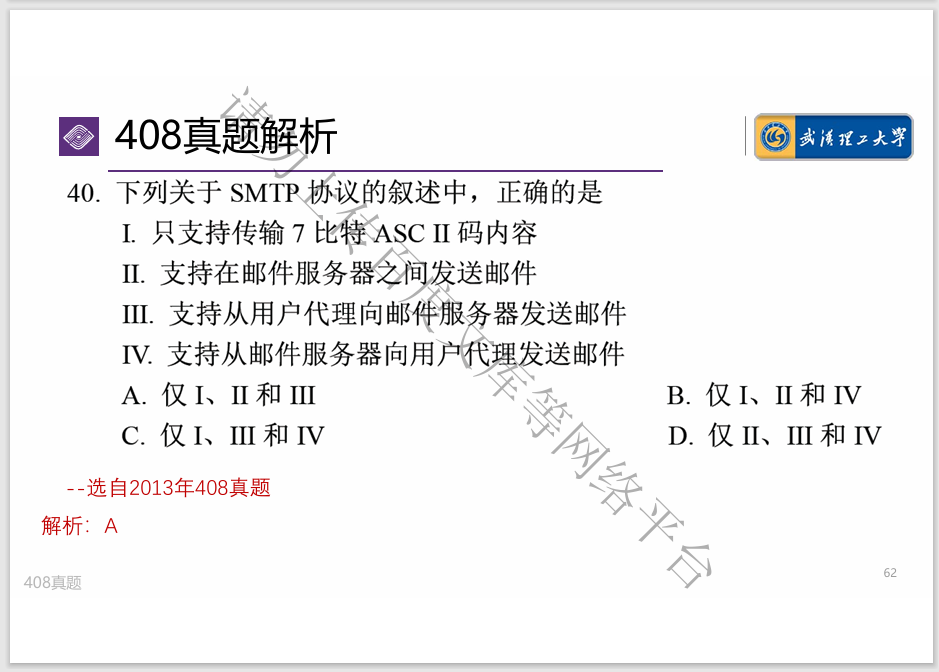 408真题解析
武汉理工大学
40. 下列关于 SMTP 协议的叙述中，正确的是
I. 只支持传输 7 比特 ASC II 码内容
II. 支持在邮件服务器之间发送邮件
III. 支持从用户代理向邮件服务器发送邮件
IV. 支持从邮件服务器向用户代理发送邮件
A. 仅 I、II 和 III B. 仅 I、II 和 IV
C. 仅 I、III 和 IV D. 仅 II、III 和 IV
--选自2013年408真题
解析：A
408真题
62
请勿上传百度文库等网络平台